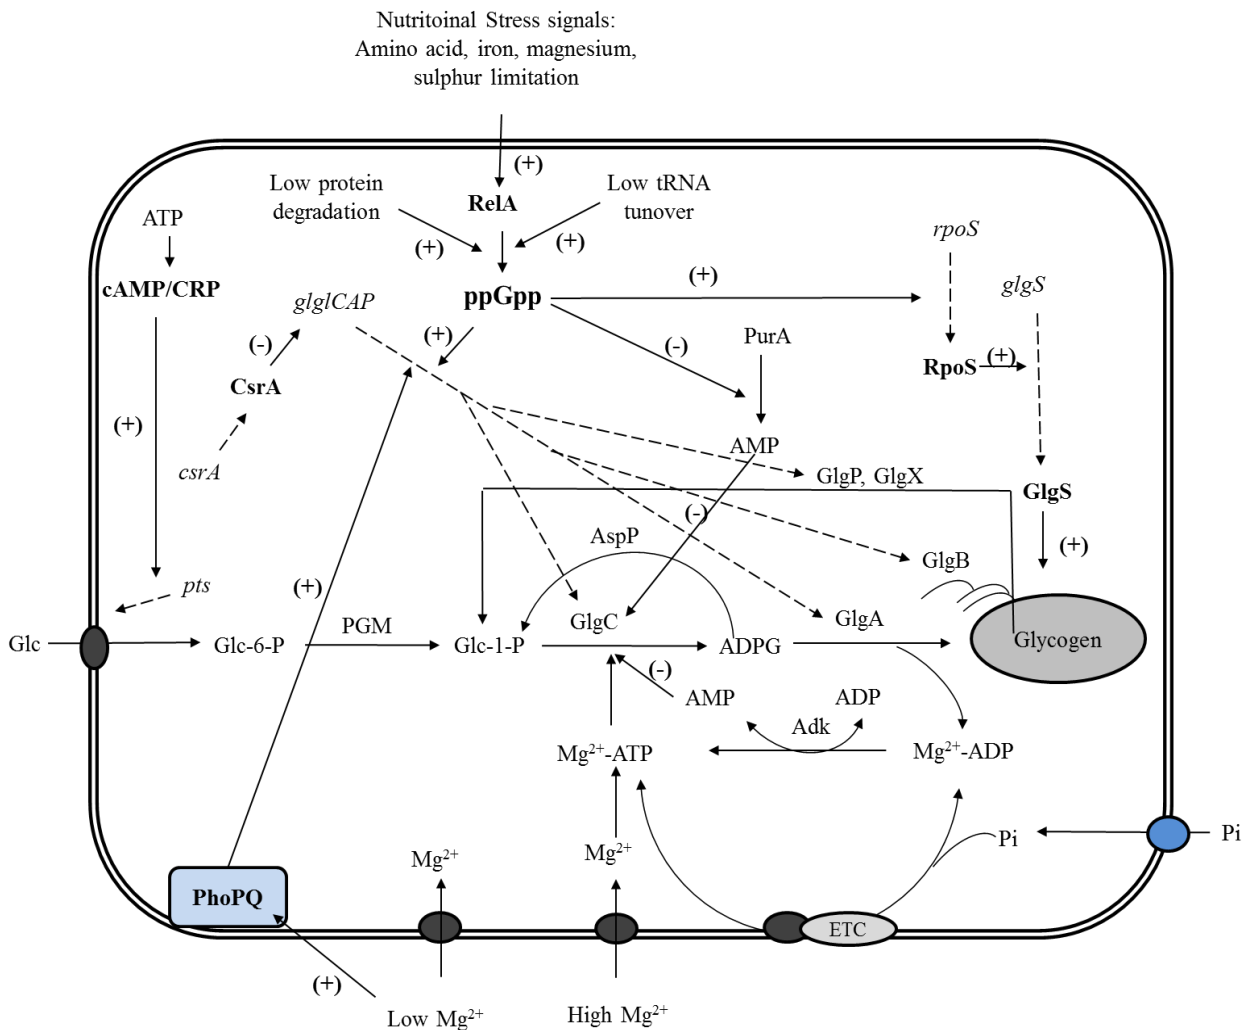 Nutritoinal Stress signals:
Amino acid, iron, magnesium,
sulphur limitation
(+)
Low protein
degradation
RelA
Low tRNA
tunover
ATP
(+)
(+)
rpoS
cAMP/CRP
glglCAP
ppGpp
(+)
glgS
(-)
(+)
(-)
PurA
CsrA
RpoS
(+)
(+)
csrA
AMP
GlgP, GlgX
GlgS
(-)
AspP
(+)
GlgB
pts
(+)
GlgC
GlgA
Glc
Glc-6-P
PGM
Glc-1-P
ADPG
Glycogen
(-)
AMP
ADP
Adk
Mg2+-ATP
Mg2+-ADP
Pi
Pi
Mg2+
Mg2+
PhoPQ
ETC
(+)
Low Mg2+
High Mg2+